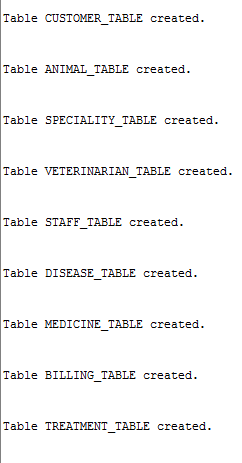 Table CUSTOMER_TABLE created.
Table ANIMAL_TABLE created.
Table SPECIALITY_TABLE created.
Table VETERINARIAN_TABLE created.
Table STAFF_TABLE created.
Table DISEASE_TABLE created.
Table MEDICINE_TABLE created.
Table BILLING_TABLE created.
Table TREATMENT_TABLE created.